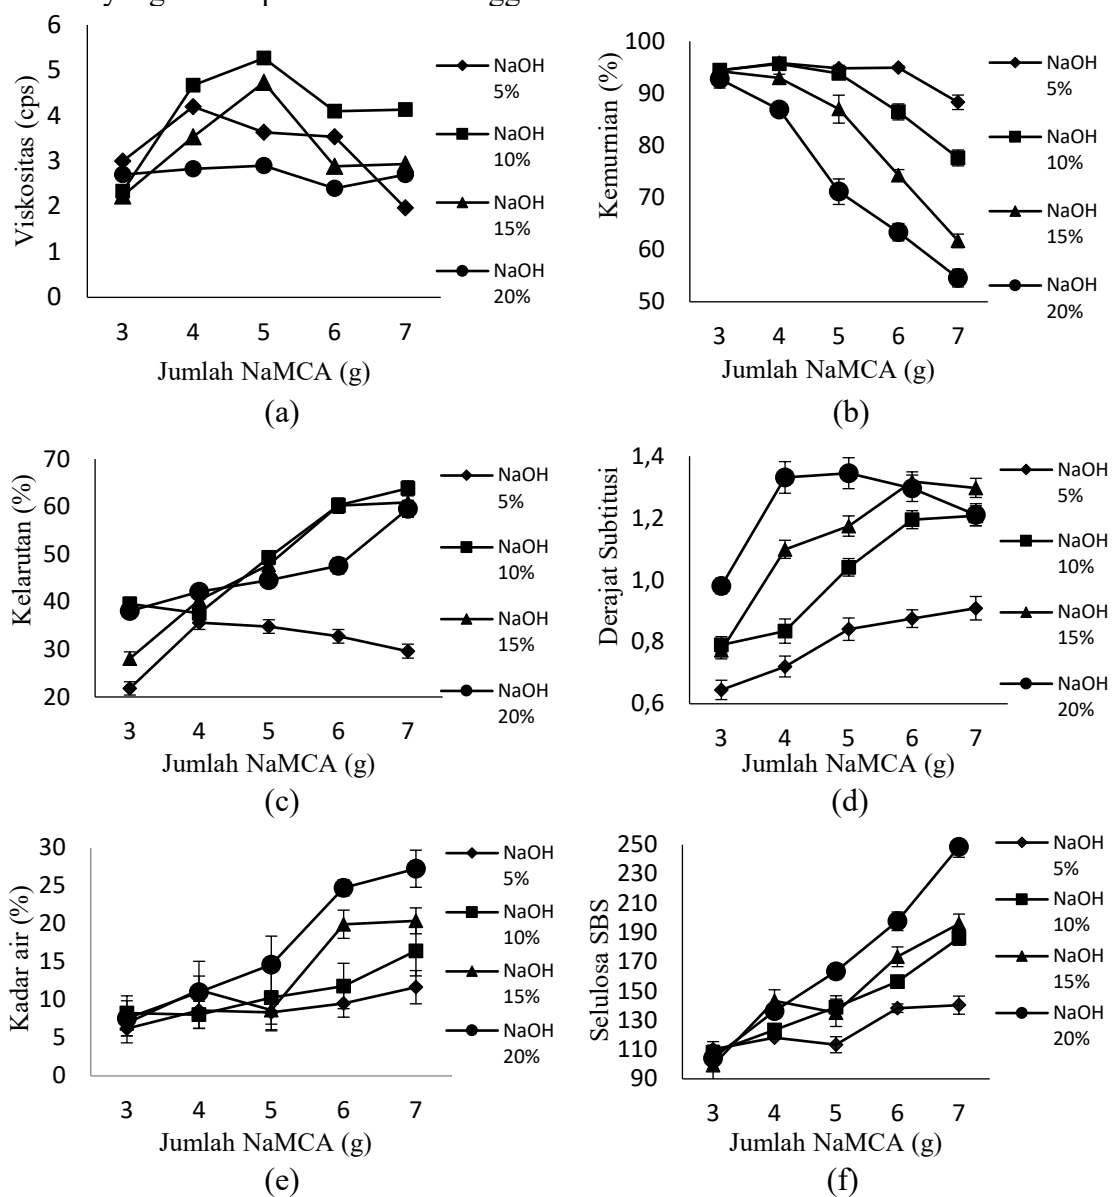 6
5
4
3
2
1
0
Viskositas (cps)
3 4 5 6 7
Jumlah NaMCA (g)
NaOH
5%
NaOH
10%
NaOH
15%
NaOH
20%
(a)
100
90
80
70
60
50
Kemurnian (%)
3 4 5 6 7
Jumlah NaMCA (g)
NaOH
5%
NaOH
10%
NaOH
15%
NaOH
20%
(b)
70
60
50
40
30
20
Kelarutan (%)
3 4 5 6 7
Jumlah NaMCA (g)
NaOH
5%
NaOH
10%
NaOH
15%
NaOH
20%
(c)
1,4
1,2
1,0
0,8
0,6
Derajat Subtitusi
3 4 5 6 7
Jumlah NaMCA (g)
NaOH
5%
NaOH
10%
NaOH
15%
NaOH
20%
(d)
30
25
20
15
10
5
0
Kadar air (%)
3 4 5 6 7
Jumlah NaMCA (g)
NaOH
5%
NaOH
10%
NaOH
15%
NaOH
20%
(e)
250
230
210
190
170
150
130
110
90
Selulosa SBS
3 4 5 6 7
Jumlah NaMCA (g)
NaOH
5%
NaOH
10%
NaOH
15%
NaOH
20%
(f)